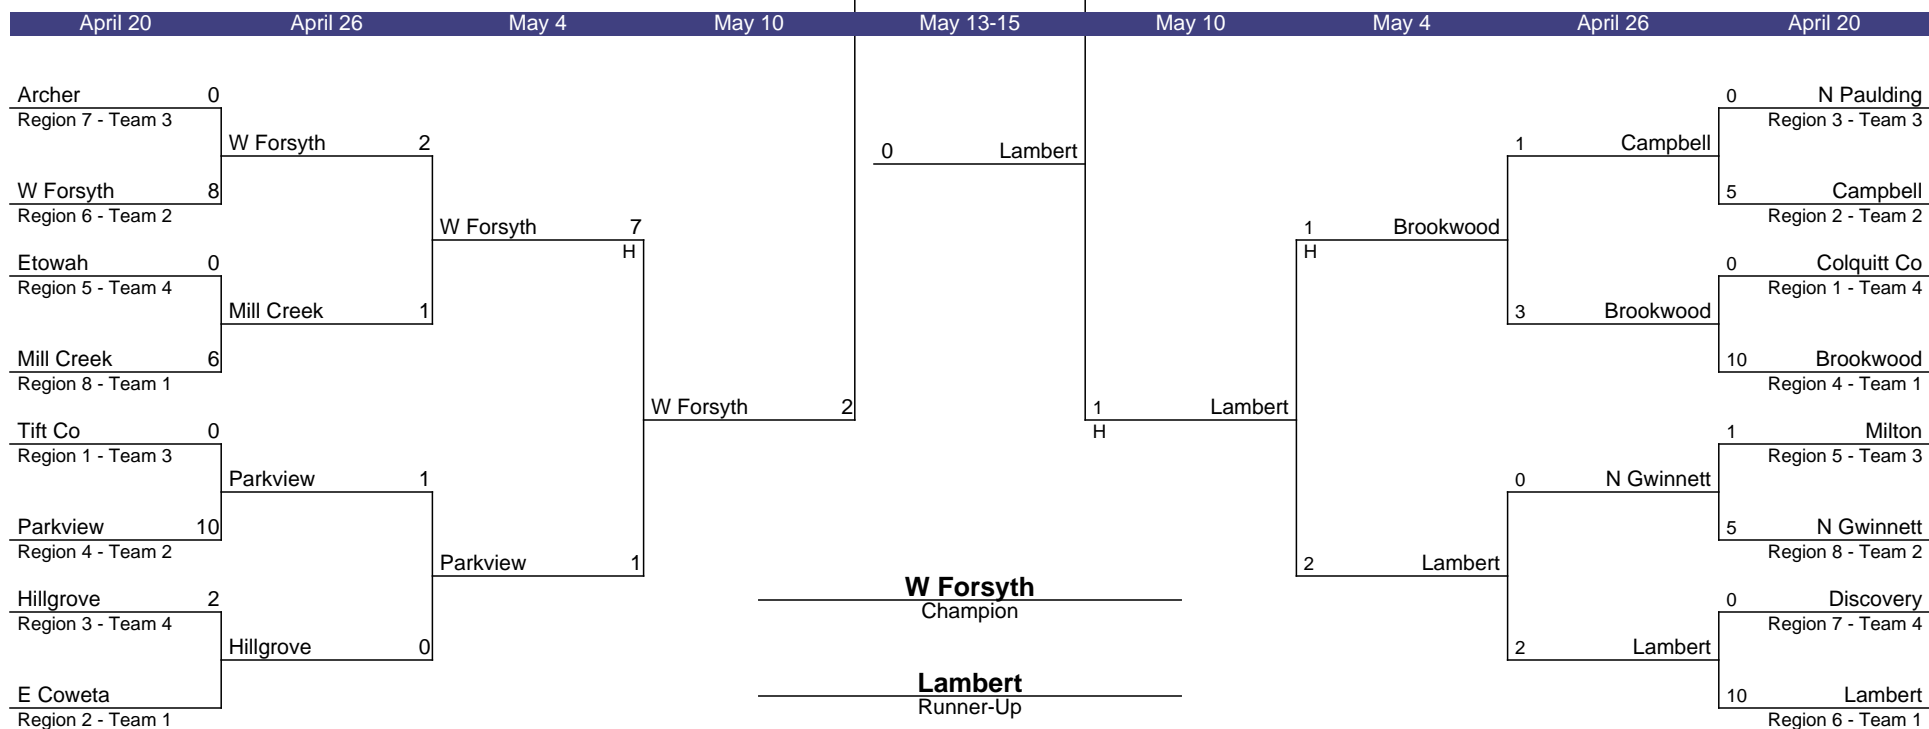 April 20 April 26 May 4 May 10 May 13-15 May 10 May 4 April 26 April 20
Archer 0
Region 7 - Team 3
W Forsyth 2
W Forsyth 8
Region 6 - Team 2
W Forsyth 7
H
Etowah 0
Region 5 - Team 4
Mill Creek 1
Mill Creek 6
Region 8 - Team 1
W Forsyth 2
Tift Co 0
Region 1 - Team 3
Parkview 1
Parkview 10
Region 4 - Team 2
Parkview 1
Hillgrove 2
Region 3 - Team 4
Hillgrove 0
E Coweta
Region 2 - Team 1
0 Lambert
W Forsyth
Champion
Lambert
Runner-Up
1 Lambert
H
1 Brookwood
H
2 Lambert
1 Campbell
3 Brookwood
0 N Gwinnett
2 Lambert
0 N Paulding
Region 3 - Team 3
5 Campbell
Region 2 - Team 2
0 Colquitt Co
Region 1 - Team 4
10 Brookwood
Region 4 - Team 1
1 Milton
Region 5 - Team 3
5 N Gwinnett
Region 8 - Team 2
0 Discovery
Region 7 - Team 4
10 Lambert
Region 6 - Team 1